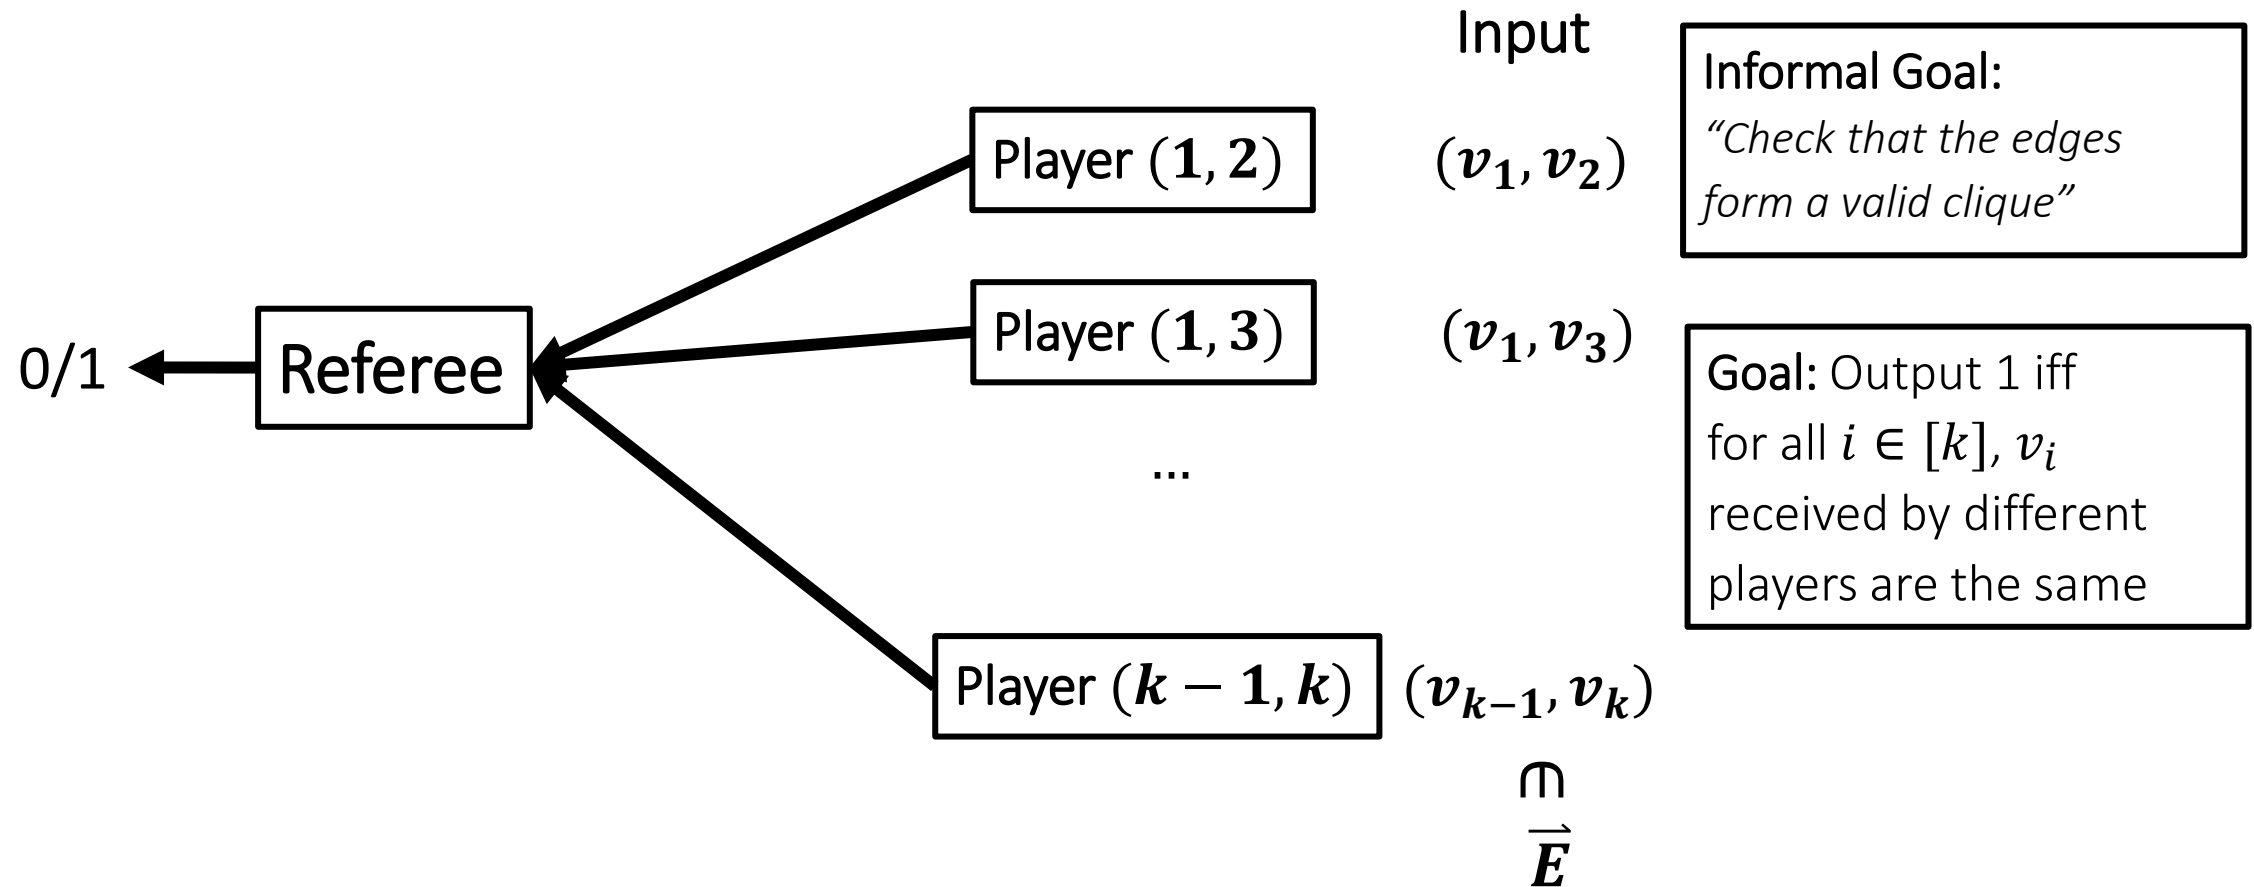 Input
Player (1, 2)
(v₁, v₂)
Informal Goal:
“Check that the edges
form a valid clique”
Player (1, 3)
(v₁, v₃)
0/1
Referee
Goal: Output 1 iff
for all i ∈ [k], vᵢ
received by different
players are the same
...
Player (k − 1, k)
(vₖ₋₁, vₖ)
∈
E⃗